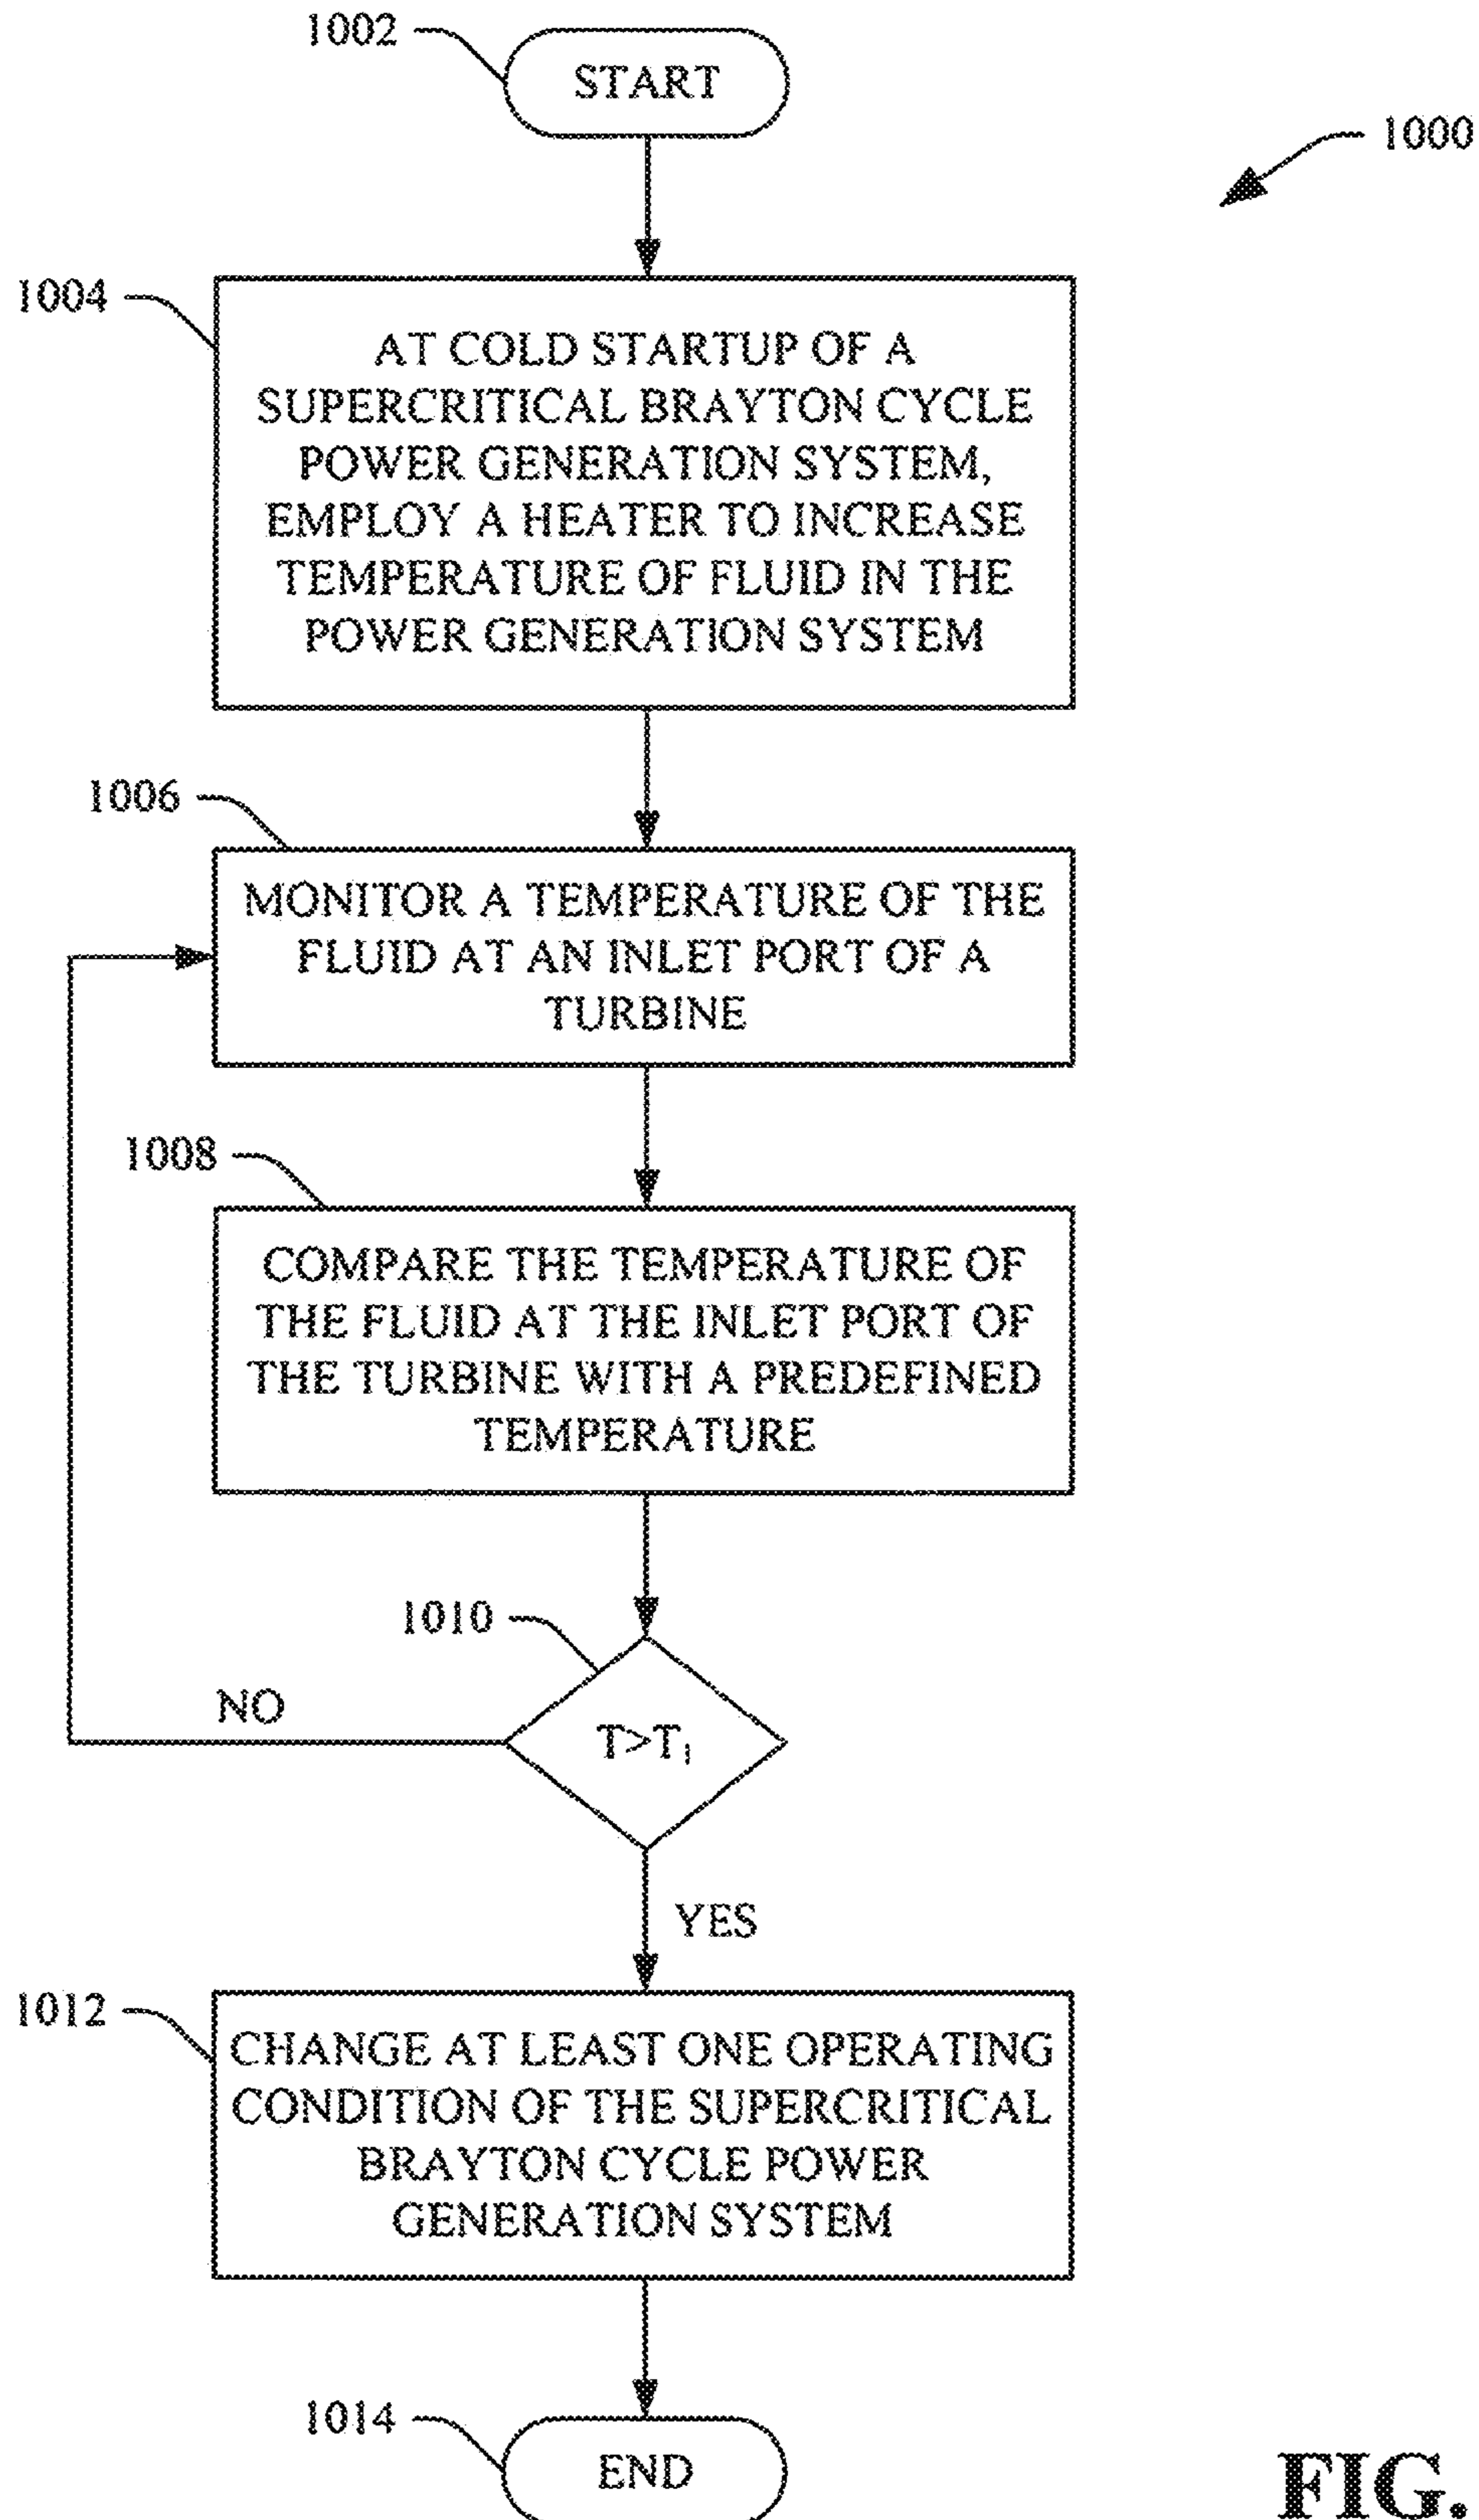 1002
START
1000
1004
AT COLD STARTUP OF A
SUPERCRITICAL BRAYTON CYCLE
POWER GENERATION SYSTEM,
EMPLOY A HEATER TO INCREASE
TEMPERATURE OF FLUID IN THE
POWER GENERATION SYSTEM
1006
MONITOR A TEMPERATURE OF THE
FLUID AT AN INLET PORT OF A
TURBINE
1008
COMPARE THE TEMPERATURE OF
THE FLUID AT THE INLET PORT OF
THE TURBINE WITH A PREDEFINED
TEMPERATURE
1010
NO
T>T₁
YES
1012
CHANGE AT LEAST ONE OPERATING
CONDITION OF THE SUPERCRITICAL
BRAYTON CYCLE POWER
GENERATION SYSTEM
1014
END
FIG.